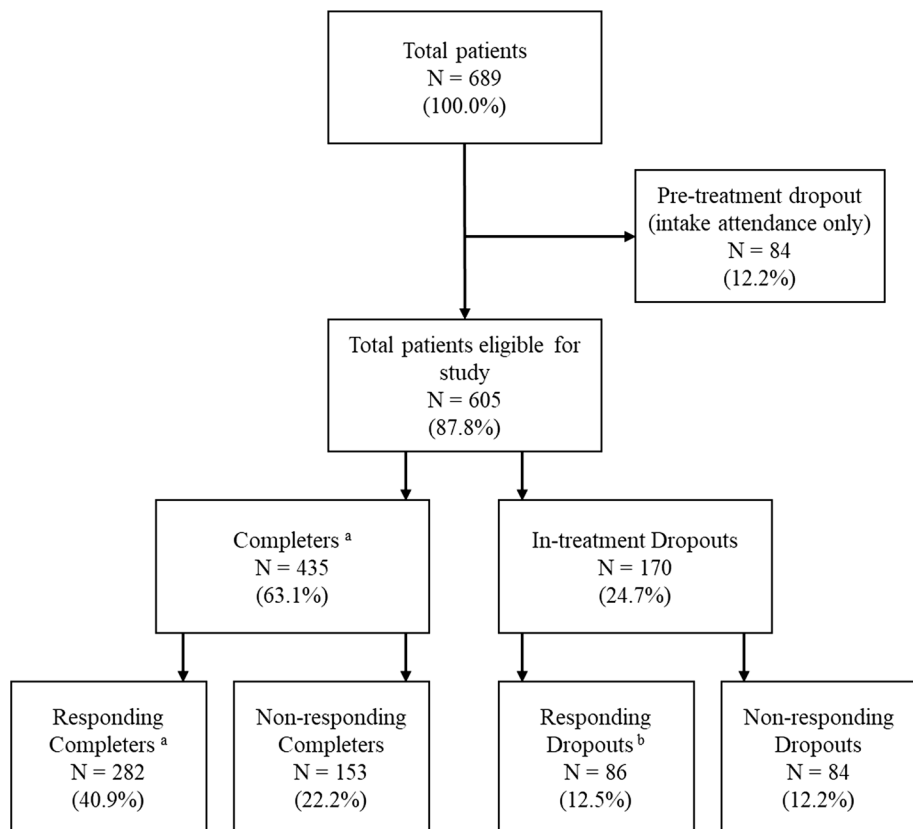 Total patients
N = 689
(100.0%)
Pre-treatment dropout
(intake attendance only)
N = 84
(12.2%)
Total patients eligible for
study
N = 605
(87.8%)
Completers ᵃ
N = 435
(63.1%)
In-treatment Dropouts
N = 170
(24.7%)
Responding
Completers ᵃ
N = 282
(40.9%)
Non-responding
Completers
N = 153
(22.2%)
Responding
Dropouts ᵇ
N = 86
(12.5%)
Non-responding
Dropouts
N = 84
(12.2%)